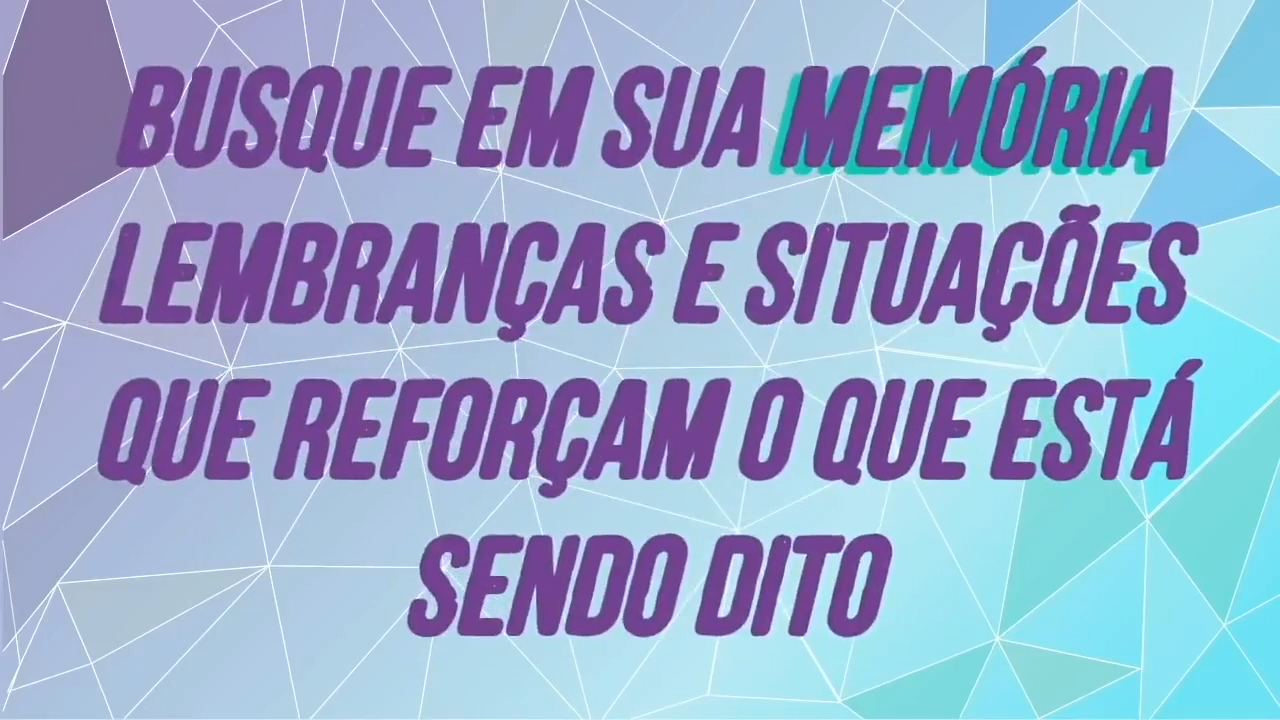 BUSQUE EM SUA MEMÓRIA
LEMBRANÇAS E SITUAÇÕES
QUE REFORÇAM O QUE ESTÁ
SENDO DITO